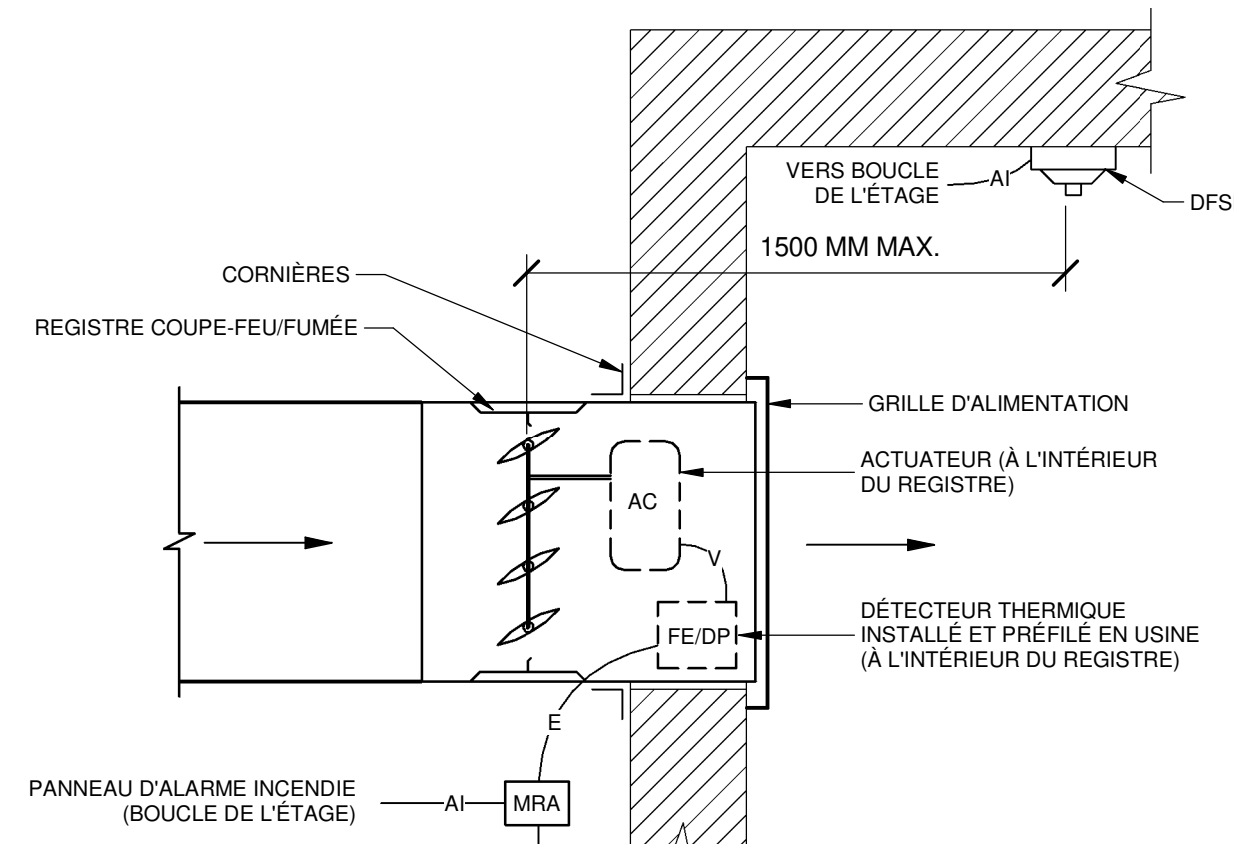 VERS BOUCLE
DE L'ÉTAGE
AI
DFS
1500 MM MAX.
CORNIÈRES
REGISTRE COUPE-FEU/FUMÉE
GRILLE D'ALIMENTATION
ACTUATEUR (À L'INTÉRIEUR
DU REGISTRE)
AC
V
DÉTECTEUR THERMIQUE
INSTALLÉ ET PRÉFILÉ EN USINE
(À L'INTÉRIEUR DU REGISTRE)
FE/DP
E
PANNEAU D'ALARME INCENDIE
(BOUCLE DE L'ÉTAGE)
AI
MRA